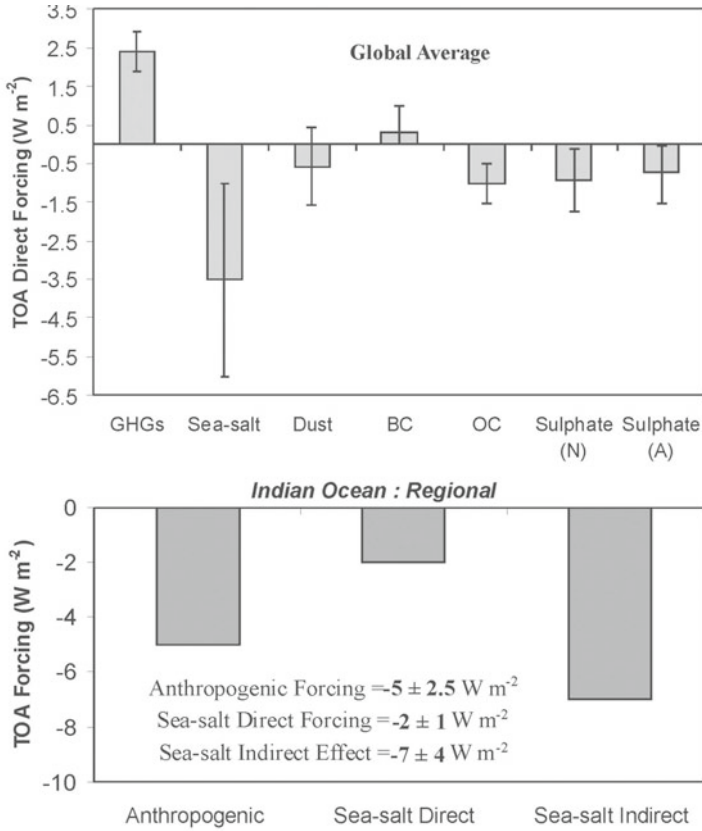 3.5
2.5
1.5
0.5
-0.5
-1.5
-2.5
-3.5
-4.5
-5.5
-6.5
TOA Direct Forcing (W m⁻²)
Global Average
GHGs Sea-salt Dust BC OC Sulphate (N) Sulphate (A)
Indian Ocean : Regional
0
-2
-4
-6
-8
-10
TOA Forcing (W m⁻²)
Anthropogenic Forcing =-5 ± 2.5 W m⁻²
Sea-salt Direct Forcing =-2 ± 1 W m⁻²
Sea-salt Indirect Effect =-7 ± 4 W m⁻²
Anthropogenic Sea-salt Direct Sea-salt Indirect